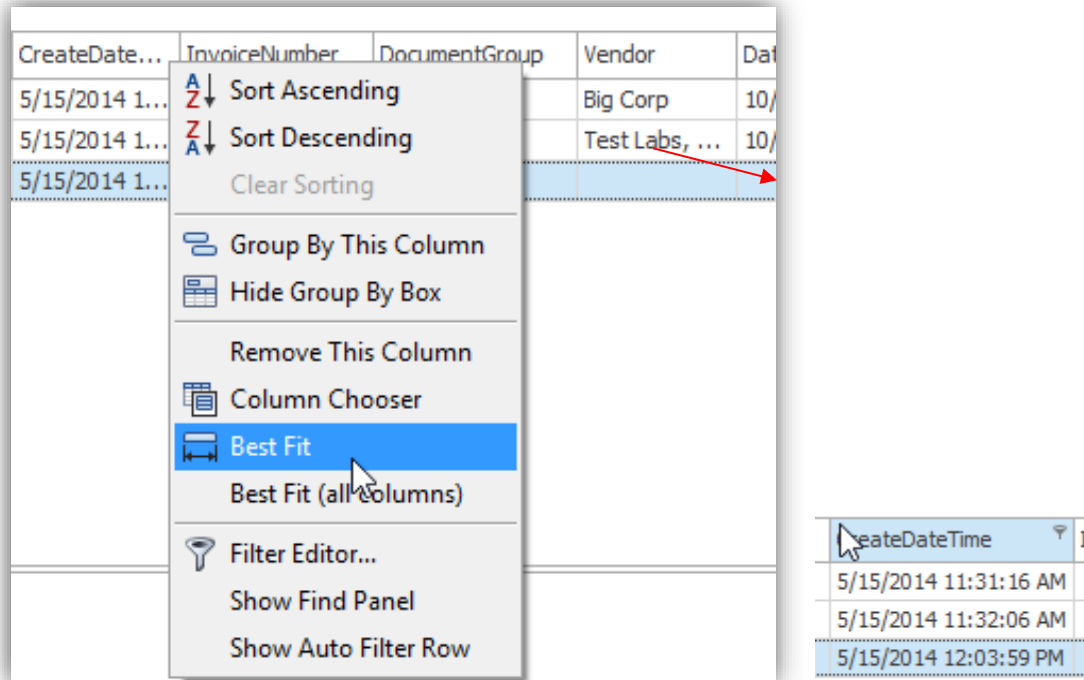 CreateDate... InvoiceNumber DocumentGroup Vendor Dat
5/15/2014 1... Big Corp 10/
5/15/2014 1... Test Labs, ... 10/
5/15/2014 1...
Sort Ascending
Sort Descending
Clear Sorting
Group By This Column
Hide Group By Box
Remove This Column
Column Chooser
Best Fit
Best Fit (all columns)
Filter Editor...
Show Find Panel
Show Auto Filter Row
CreateDateTime
5/15/2014 11:31:16 AM
5/15/2014 11:32:06 AM
5/15/2014 12:03:59 PM